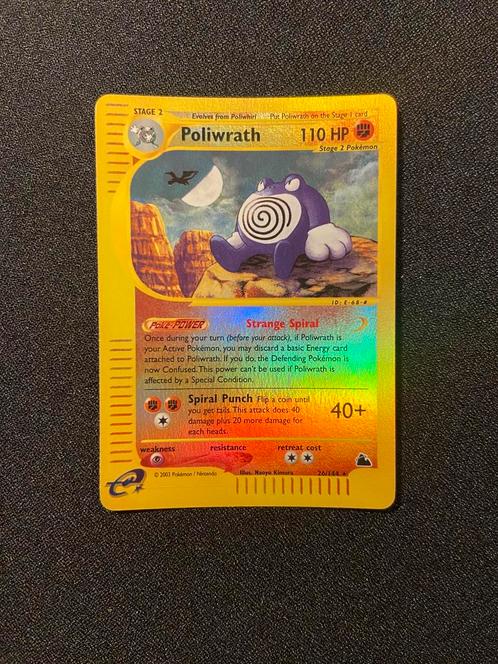 STAGE 2
Evolves from Poliwhirl Put Poliwrath on the Stage 1 card
Poliwrath 110 HP
Stage 2 Pokémon
ID: E-68-#
Poké-POWER Strange Spiral
Once during your turn (before your attack), if Poliwrath is
your Active Pokémon, you may discard a basic Energy card
attached to Poliwrath. If you do, the Defending Pokémon is
now Confused. This power can't be used if Poliwrath is
affected by a Special Condition.
Spiral Punch Flip a coin until
you get tails. This attack does 40
damage plus 20 more damage for
each heads.
40+
weakness resistance retreat cost
© 2003 Pokémon / Nintendo Illus. Naoyo Kimura 26/144 ★
e